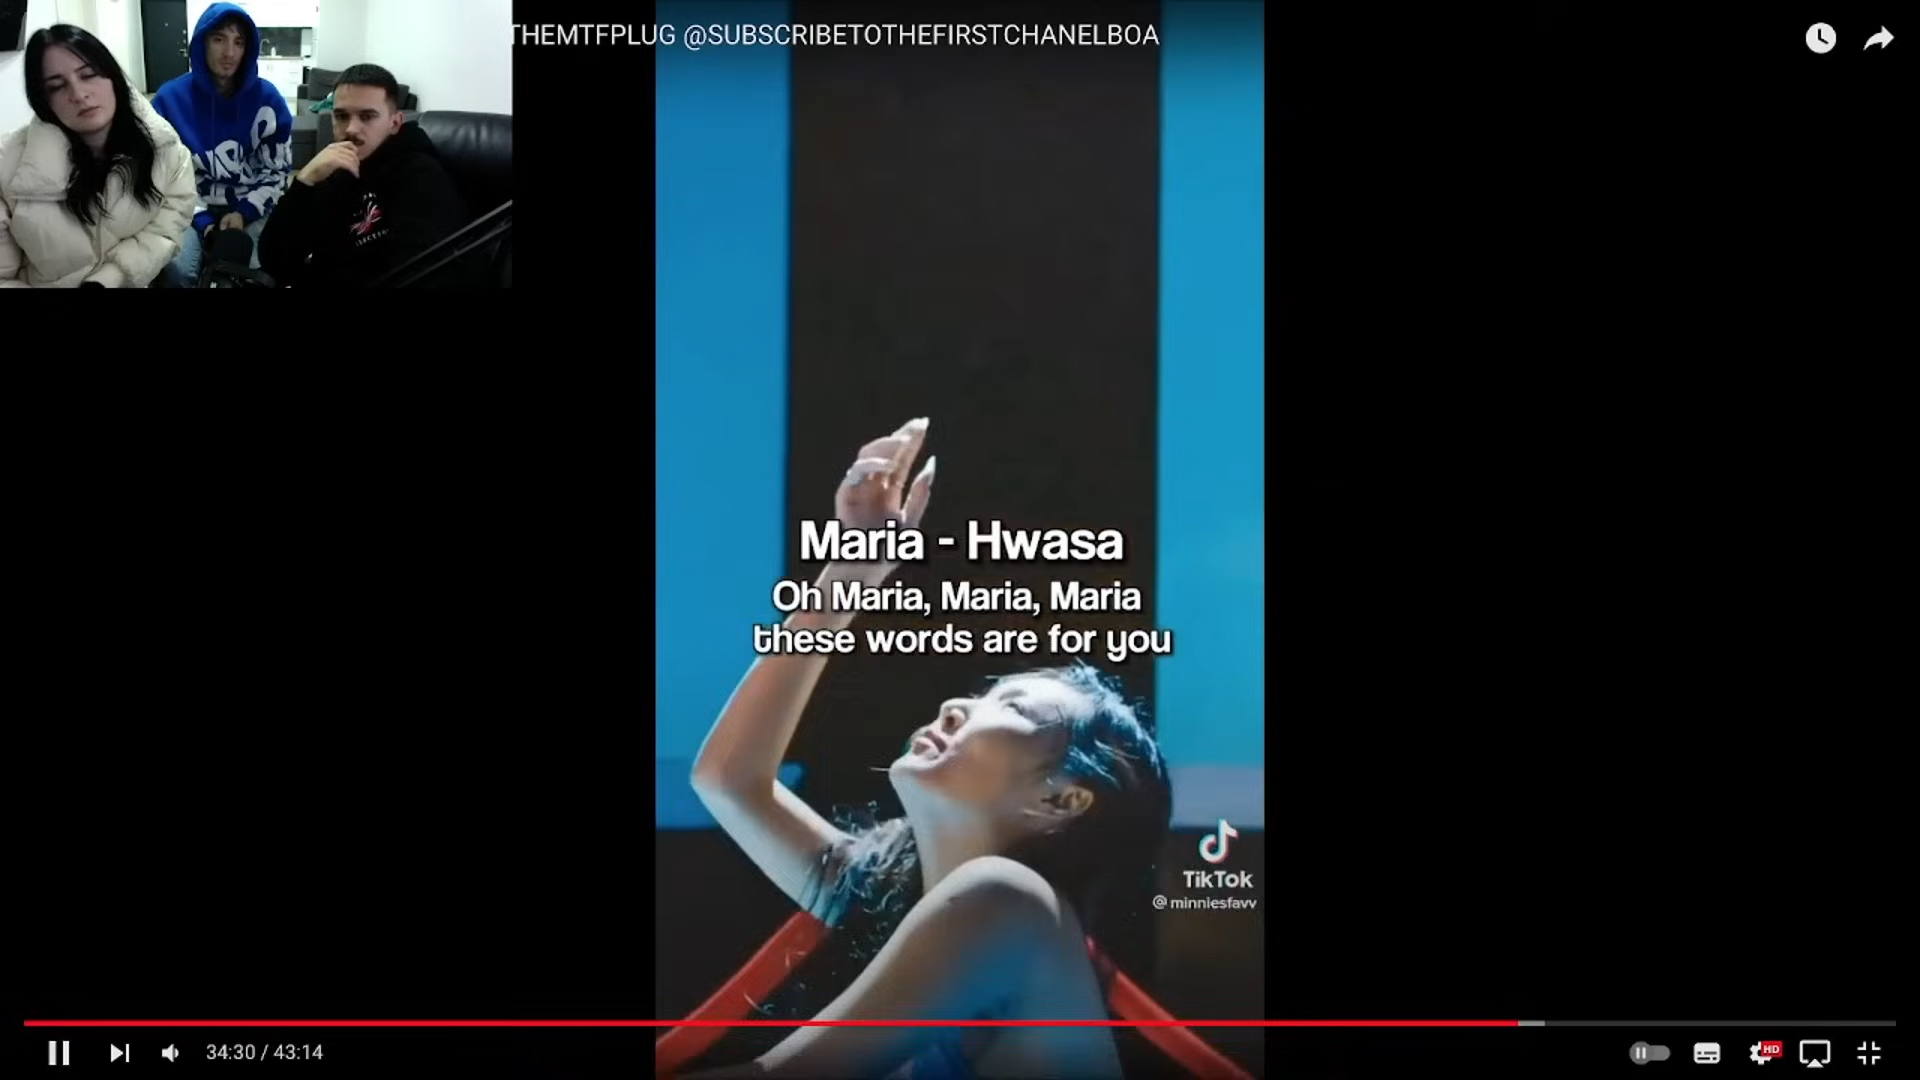 THEMTFPLUG @SUBSCRIBETOTHEFIRSTCHANELBOA
Maria - Hwasa
Oh Maria, Maria, Maria
these words are for you
TikTok
@minniesfavv
34:30 / 43:14
HD